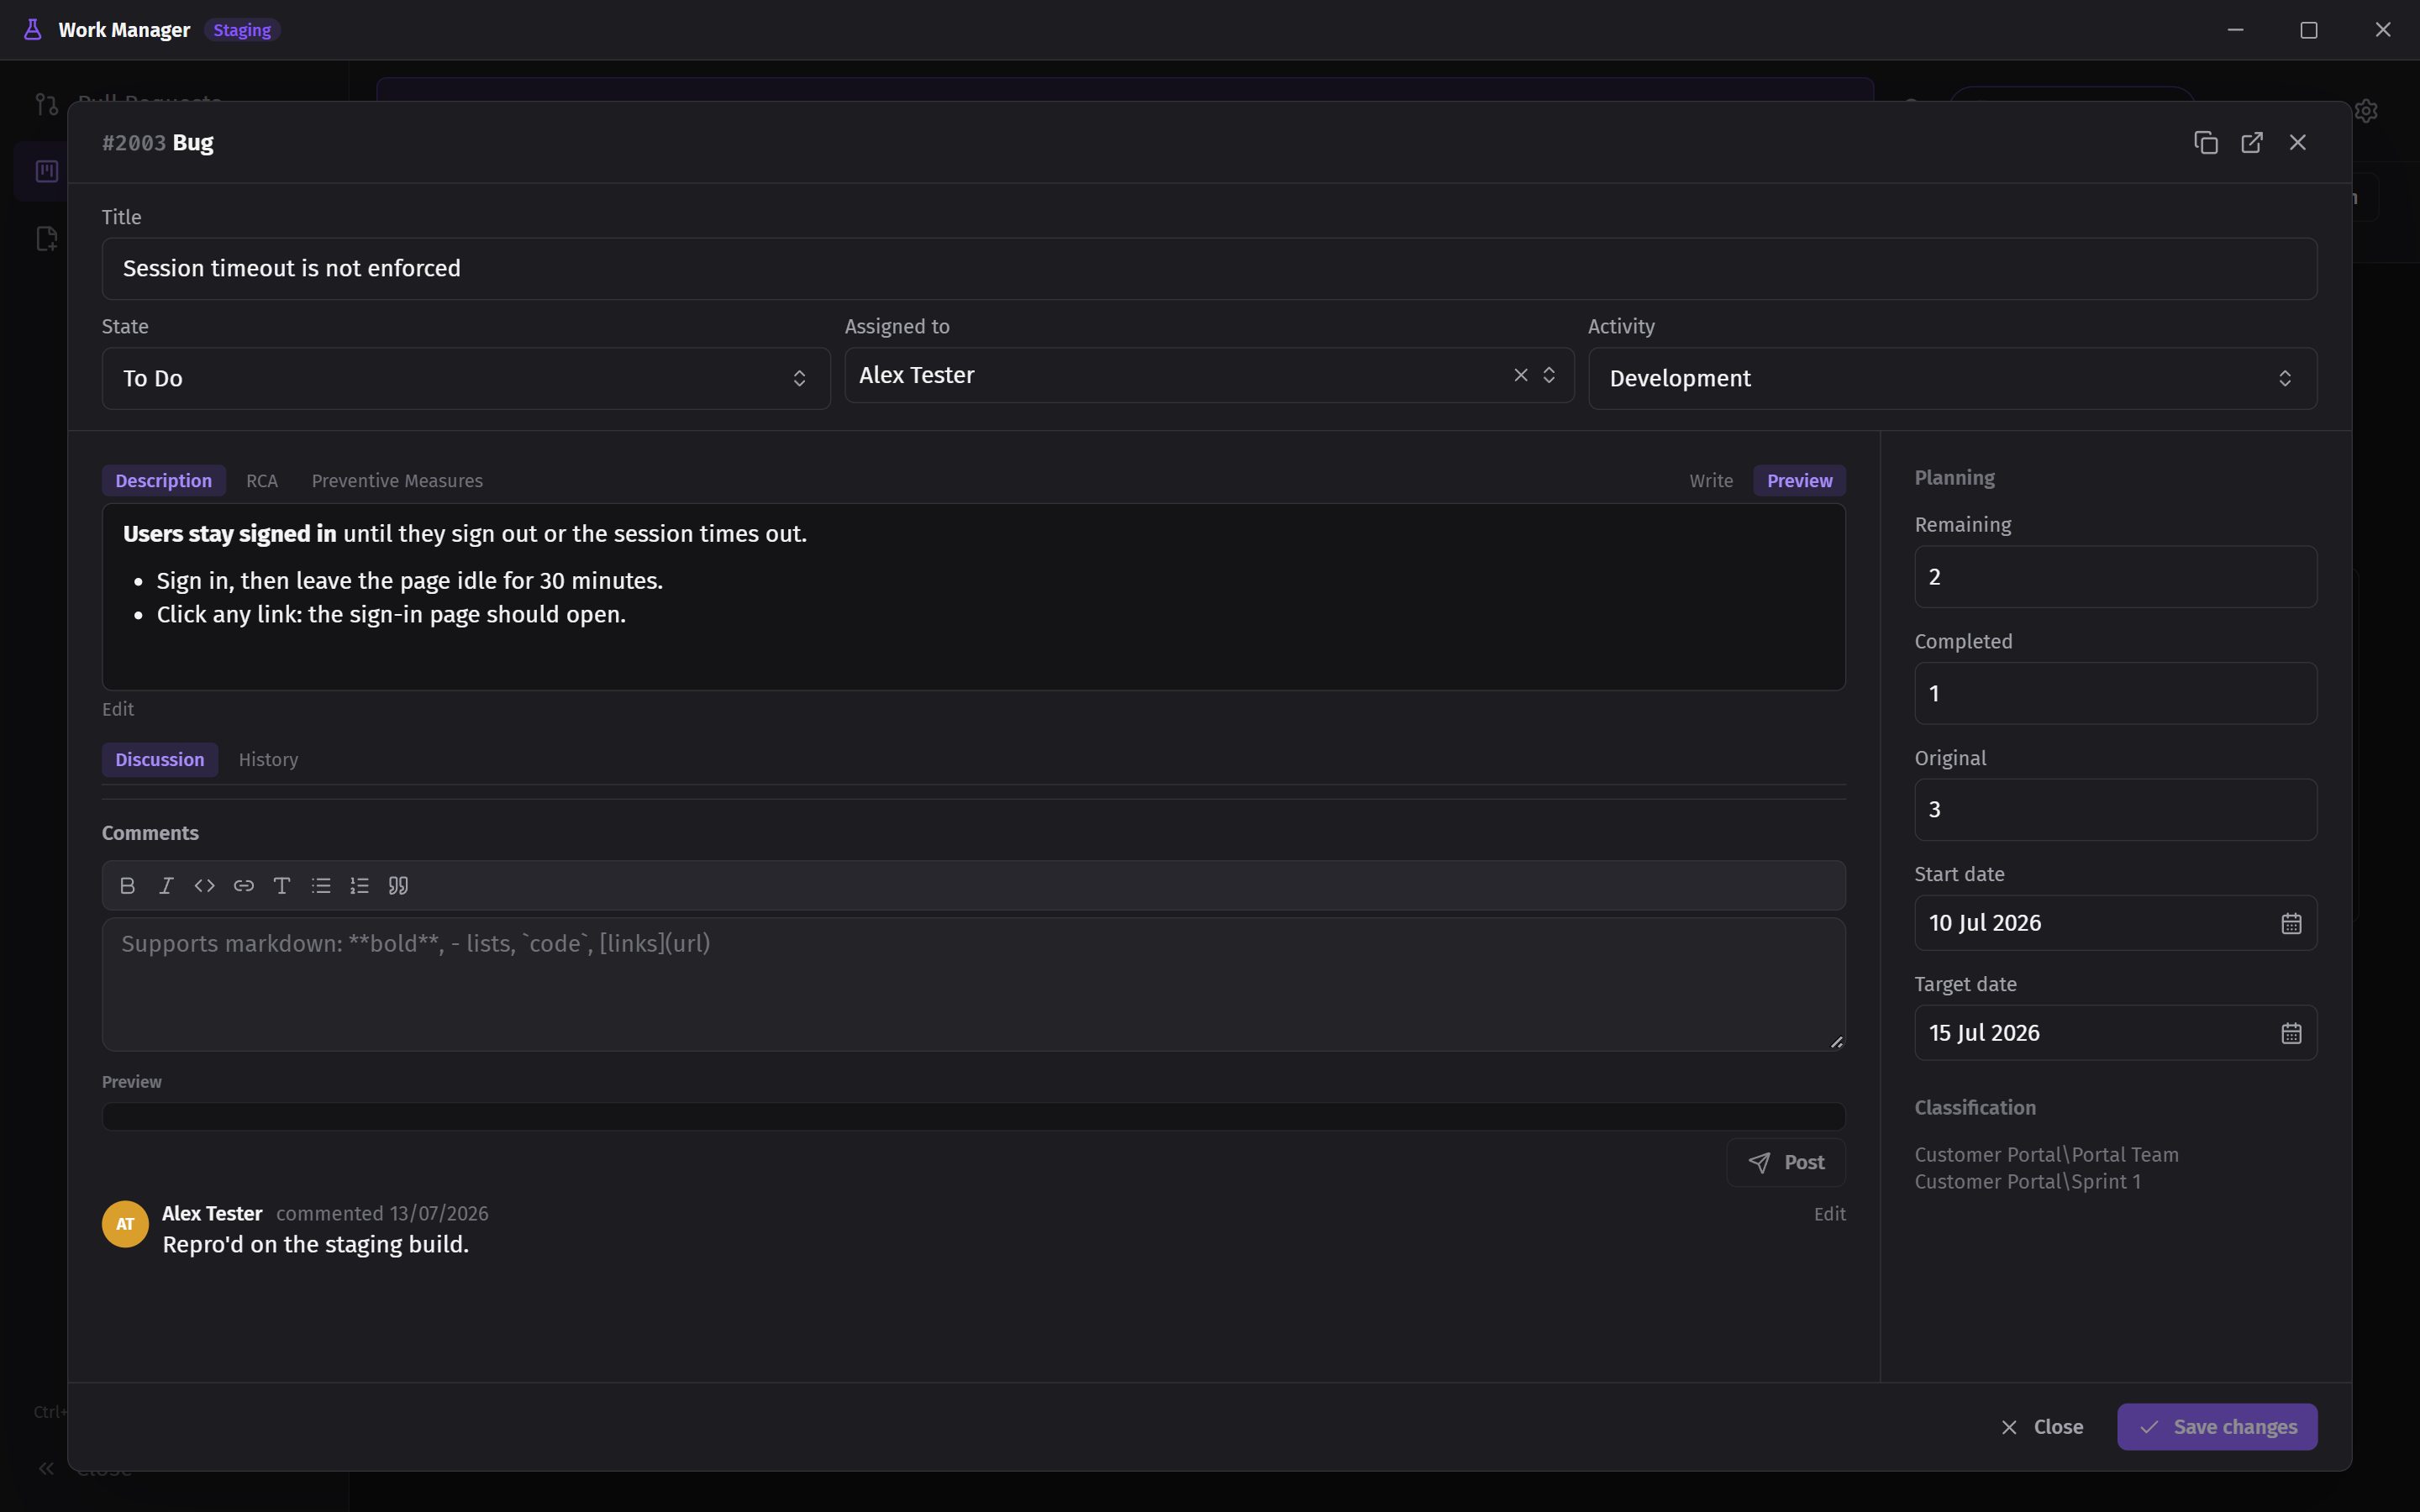 Work Manager Staging
Pull Requests
#2003 Bug
Title
Session timeout is not enforced
State
To Do
Assigned to
Alex Tester
Activity
Development
Description RCA Preventive Measures Write Preview
Users stay signed in until they sign out or the session times out.
Sign in, then leave the page idle for 30 minutes.
Click any link: the sign-in page should open.
Edit
Discussion History
Comments
Supports markdown: **bold**, - lists, `code`, [links](url)
Preview
Post
AT Alex Tester commented 13/07/2026 Edit
Repro'd on the staging build.
Planning
Remaining
2
Completed
1
Original
3
Start date
10 Jul 2026
Target date
15 Jul 2026
Classification
Customer Portal\Portal Team
Customer Portal\Sprint 1
Ctrl+
Close
Close Save changes